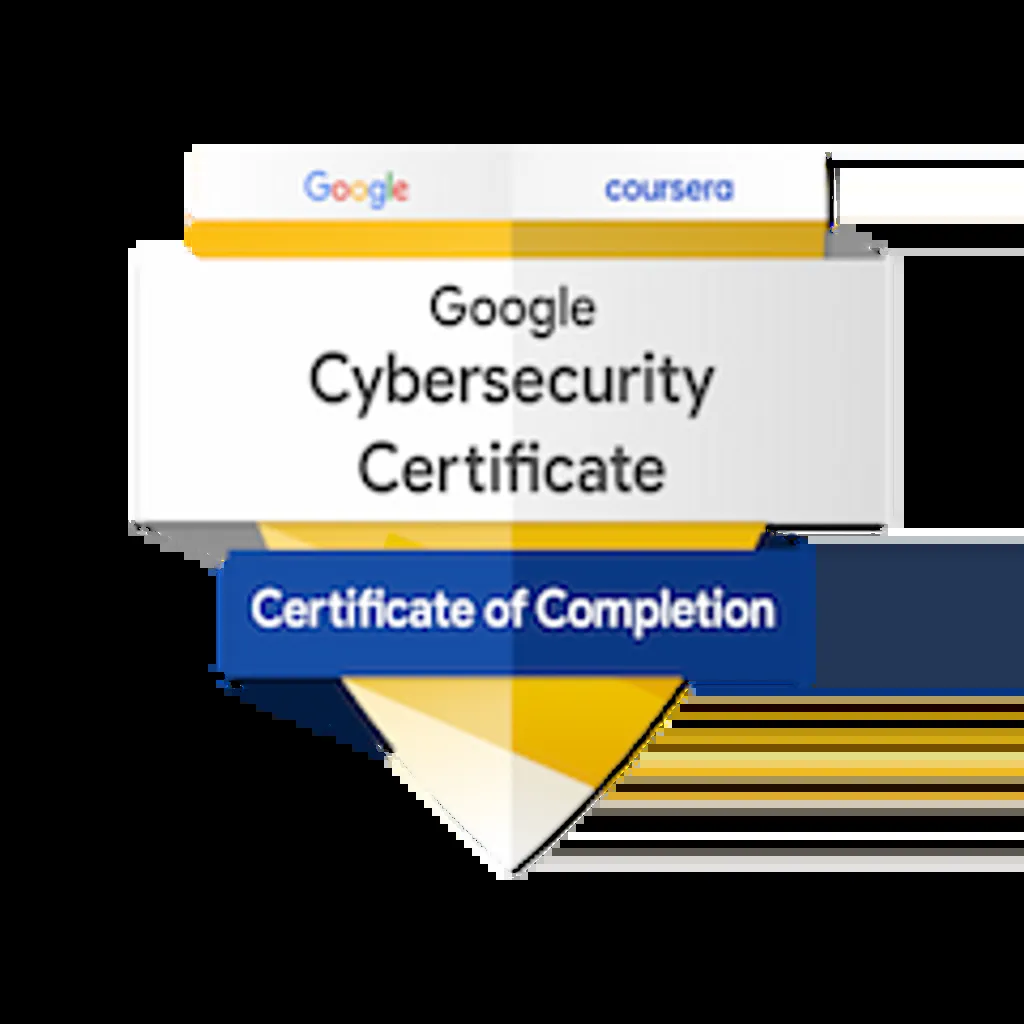 Google coursera
Google
Cybersecurity
Certificate
Certificate of Completion